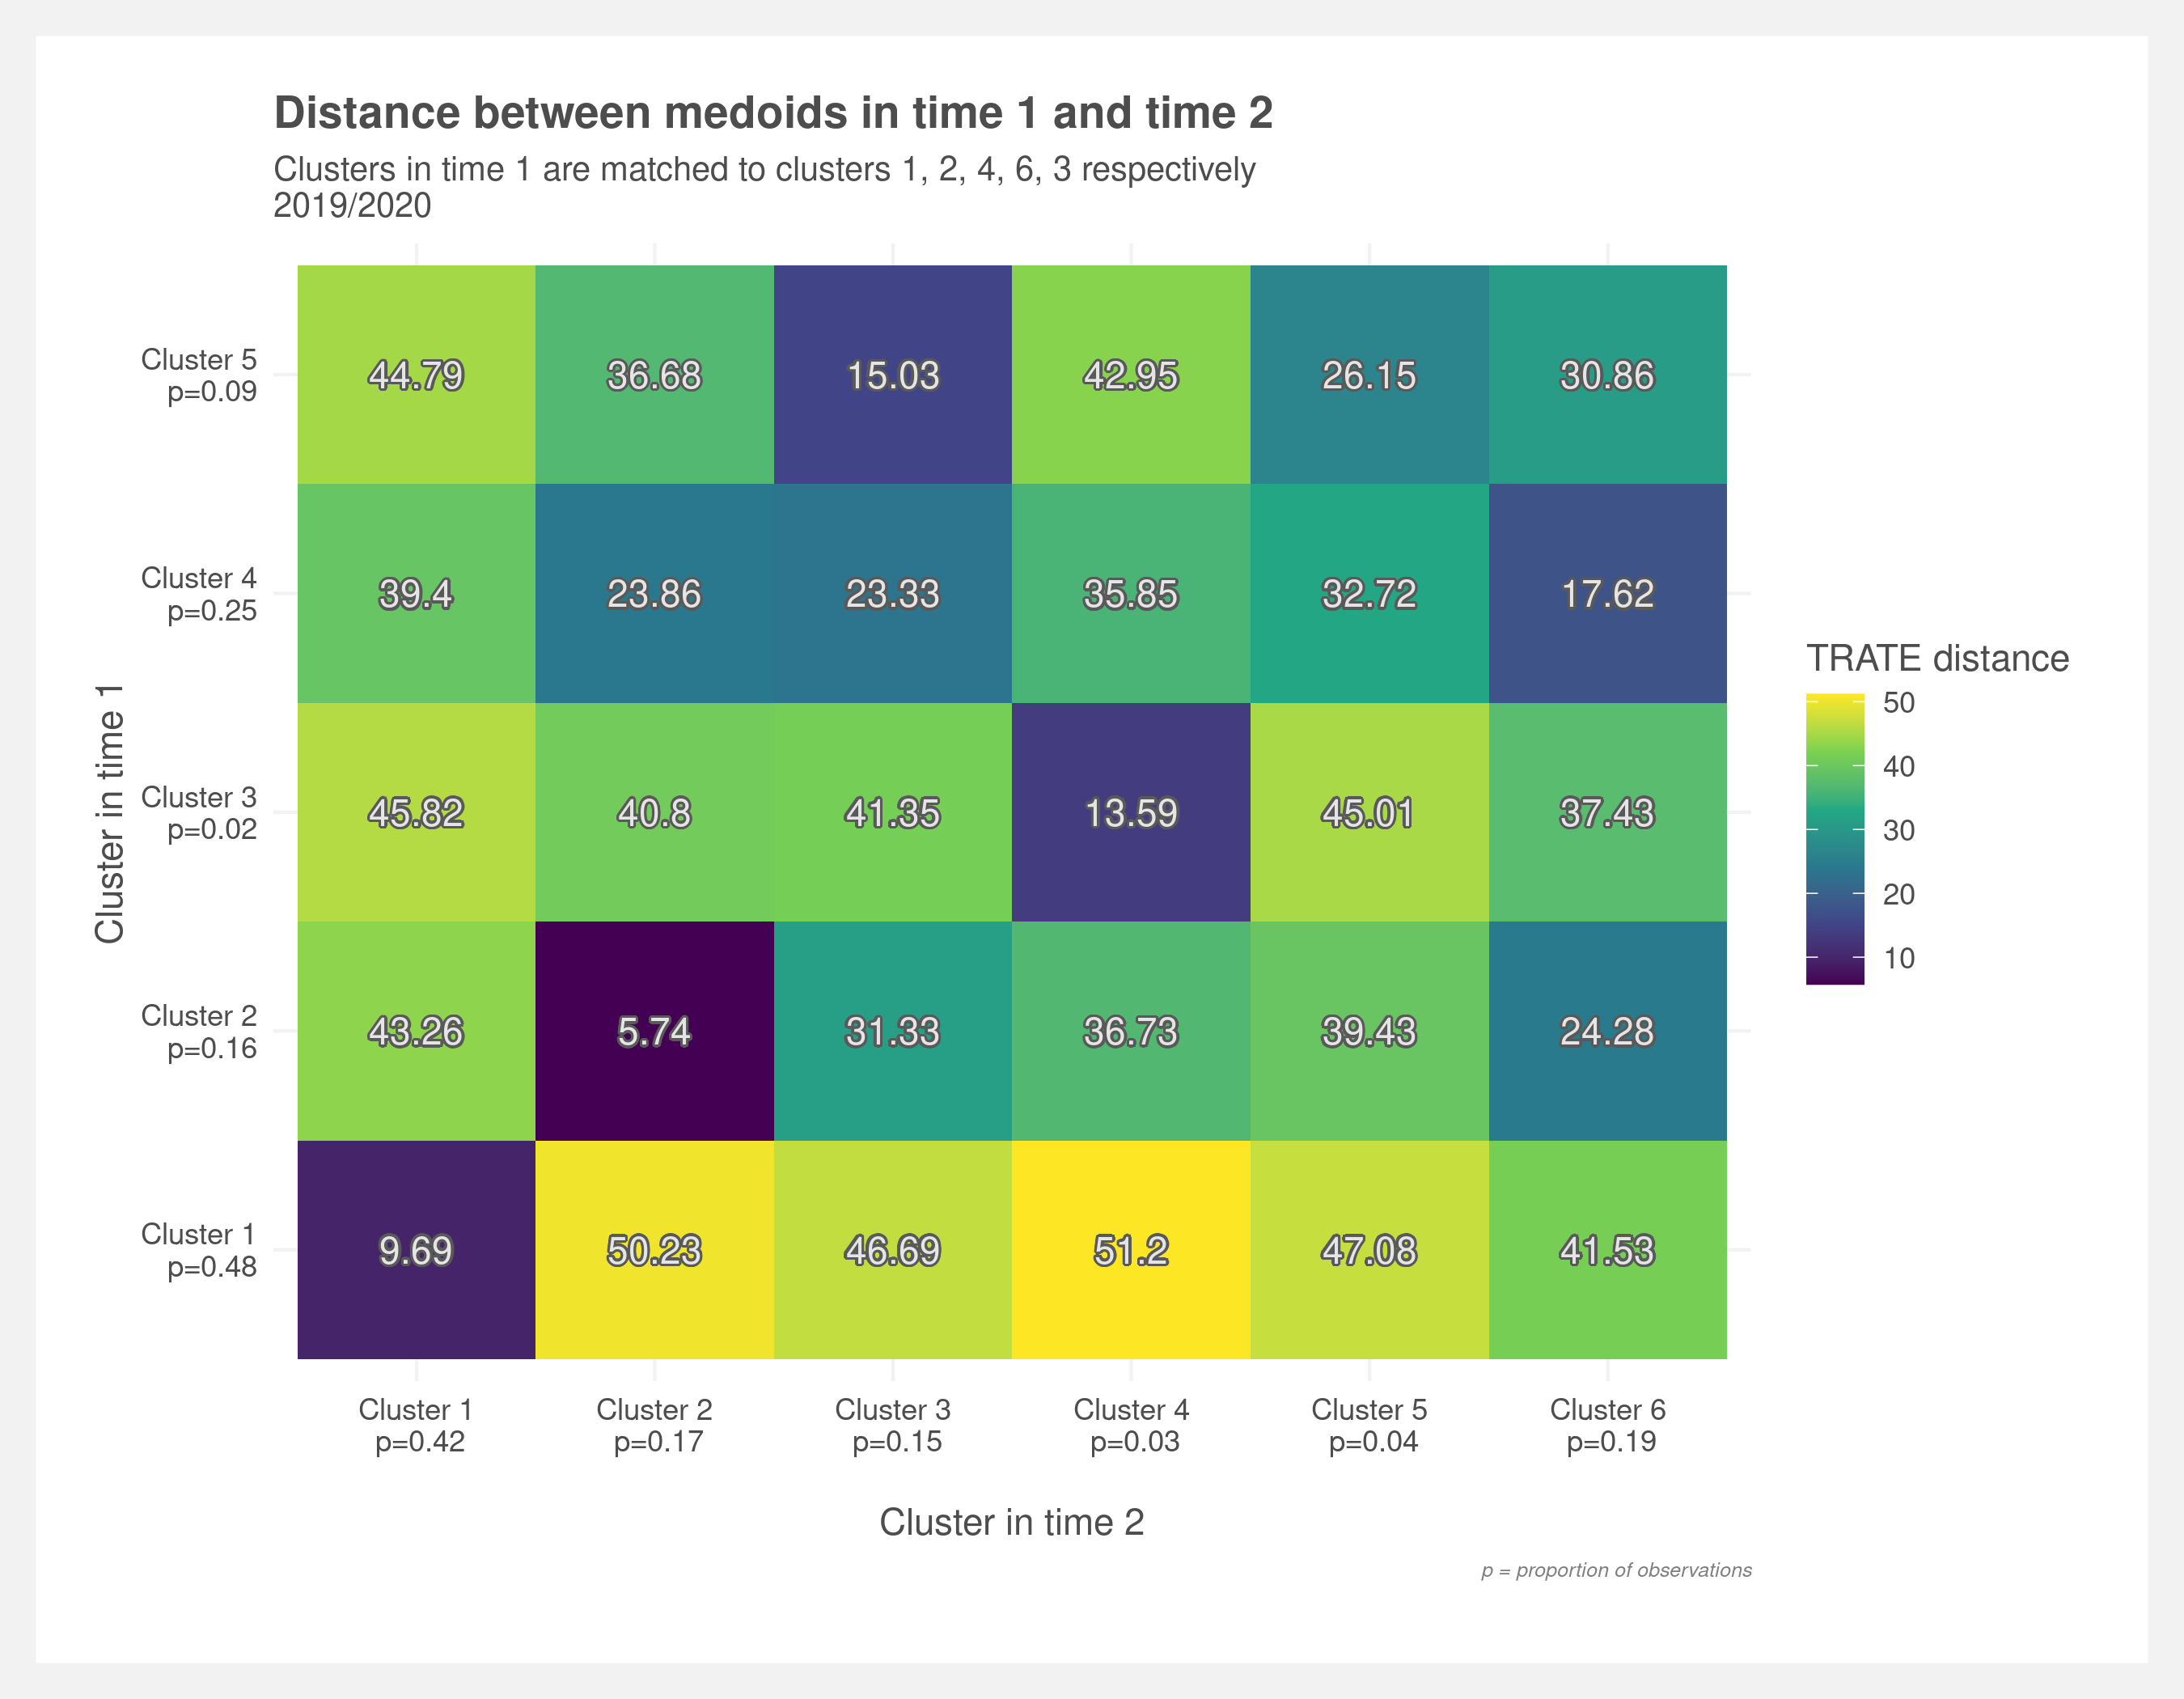 Distance between medoids in time 1 and time 2
Clusters in time 1 are matched to clusters 1, 2, 4, 6, 3 respectively
2019/2020
Cluster in time 1
Cluster 5
p=0.09
44.79 36.68 15.03 42.95 26.15 30.86
Cluster 4
p=0.25
39.4 23.86 23.33 35.85 32.72 17.62
Cluster 3
p=0.02
45.82 40.8 41.35 13.59 45.01 37.43
Cluster 2
p=0.16
43.26 5.74 31.33 36.73 39.43 24.28
Cluster 1
p=0.48
9.69 50.23 46.69 51.2 47.08 41.53
Cluster 1 Cluster 2 Cluster 3 Cluster 4 Cluster 5 Cluster 6
p=0.42 p=0.17 p=0.15 p=0.03 p=0.04 p=0.19
Cluster in time 2
TRATE distance
50
40
30
20
10
p = proportion of observations